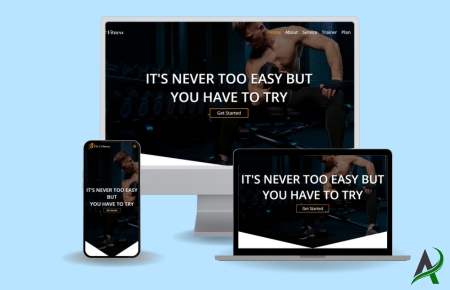 Fitness
Home About Service Trainer Plan
IT'S NEVER TOO EASY BUT
YOU HAVE TO TRY
Get Started
Fitness
IT'S NEVER TOO EASY
BUT
YOU HAVE TO TRY
Get Started
IT'S NEVER TOO EASY BUT
YOU HAVE TO TRY
Get Started